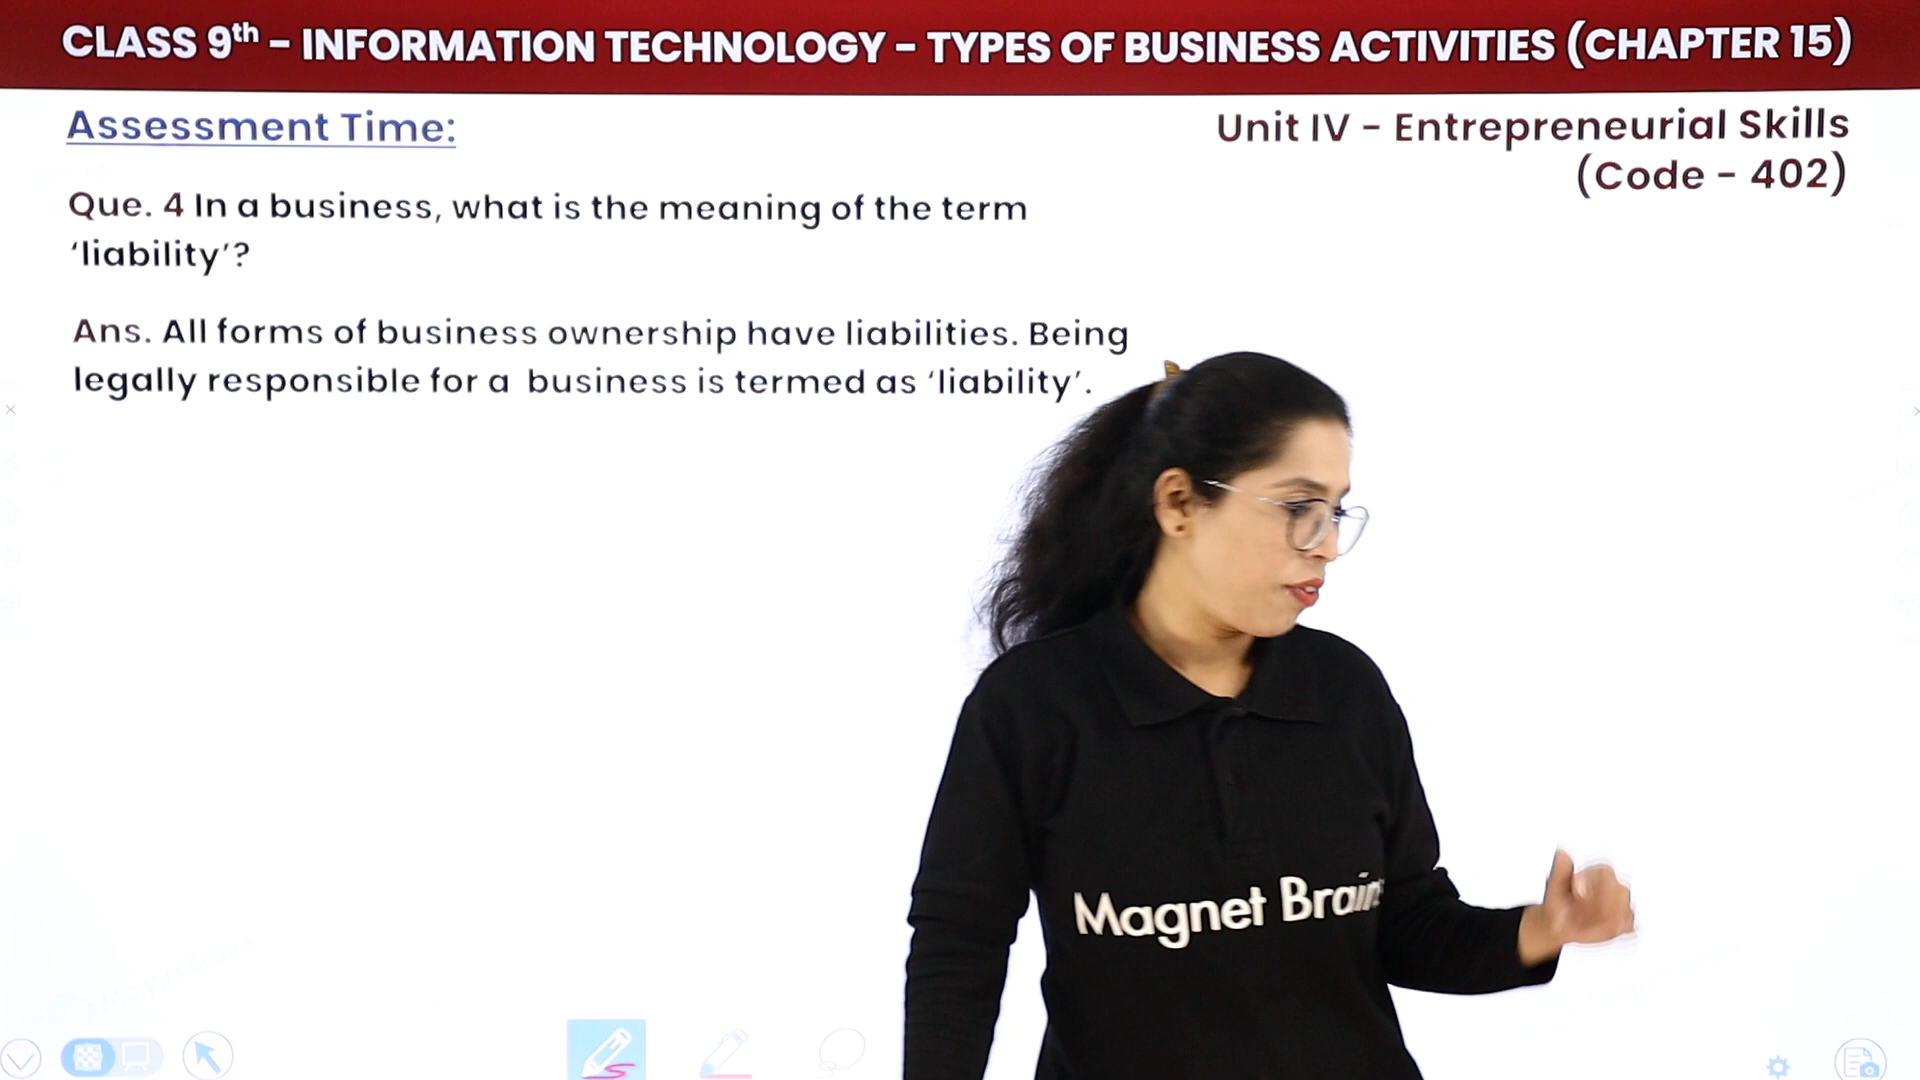 CLASS 9th – INFORMATION TECHNOLOGY – TYPES OF BUSINESS ACTIVITIES (CHAPTER 15)
Assessment Time:
Unit IV – Entrepreneurial Skills
(Code – 402)
Que. 4 In a business, what is the meaning of the term
‘liability’?
Ans. All forms of business ownership have liabilities. Being
legally responsible for a business is termed as ‘liability’.
Magnet Brains